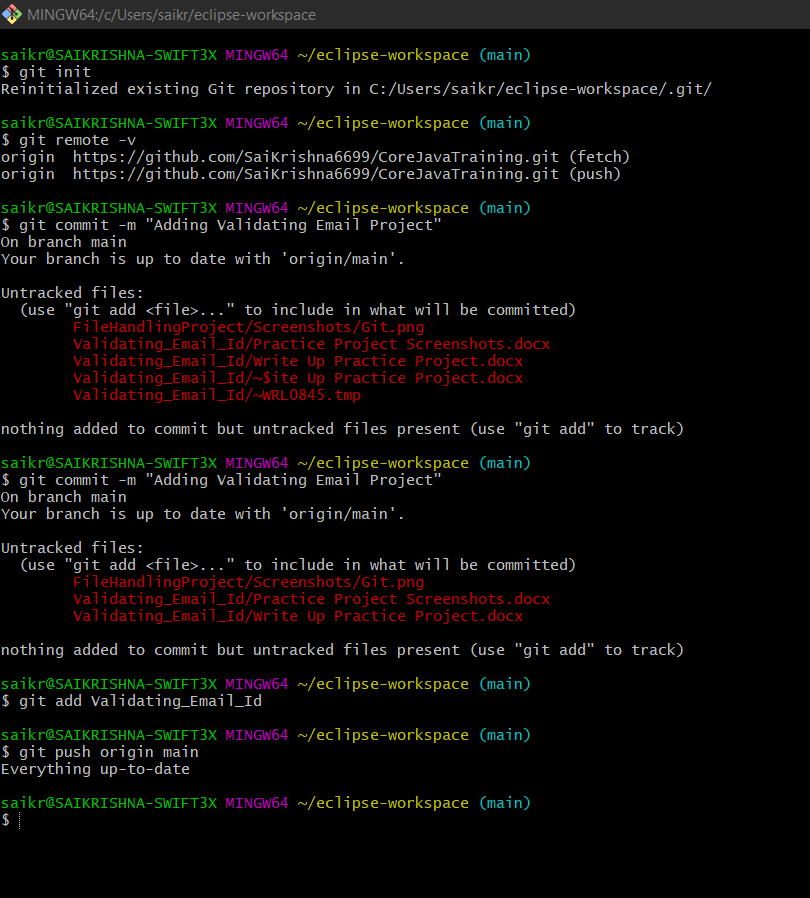 MINGW64:/c/Users/saikr/eclipse-workspace
saikr@SAIKRISHNA-SWIFT3X MINGW64 ~/eclipse-workspace (main)
$ git init
Reinitialized existing Git repository in C:/Users/saikr/eclipse-workspace/.git/
saikr@SAIKRISHNA-SWIFT3X MINGW64 ~/eclipse-workspace (main)
$ git remote -v
origin  https://github.com/SaiKrishna6699/CoreJavaTraining.git (fetch)
origin  https://github.com/SaiKrishna6699/CoreJavaTraining.git (push)
saikr@SAIKRISHNA-SWIFT3X MINGW64 ~/eclipse-workspace (main)
$ git commit -m "Adding Validating Email Project"
On branch main
Your branch is up to date with 'origin/main'.
Untracked files:
  (use "git add <file>..." to include in what will be committed)
        FileHandlingProject/Screenshots/Git.png
        Validating_Email_Id/Practice Project Screenshots.docx
        Validating_Email_Id/Write Up Practice Project.docx
        Validating_Email_Id/~$ite Up Practice Project.docx
        Validating_Email_Id/~WRL0845.tmp
nothing added to commit but untracked files present (use "git add" to track)
saikr@SAIKRISHNA-SWIFT3X MINGW64 ~/eclipse-workspace (main)
$ git commit -m "Adding Validating Email Project"
On branch main
Your branch is up to date with 'origin/main'.
Untracked files:
  (use "git add <file>..." to include in what will be committed)
        FileHandlingProject/Screenshots/Git.png
        Validating_Email_Id/Practice Project Screenshots.docx
        Validating_Email_Id/Write Up Practice Project.docx
nothing added to commit but untracked files present (use "git add" to track)
saikr@SAIKRISHNA-SWIFT3X MINGW64 ~/eclipse-workspace (main)
$ git add Validating_Email_Id
saikr@SAIKRISHNA-SWIFT3X MINGW64 ~/eclipse-workspace (main)
$ git push origin main
Everything up-to-date
saikr@SAIKRISHNA-SWIFT3X MINGW64 ~/eclipse-workspace (main)
$